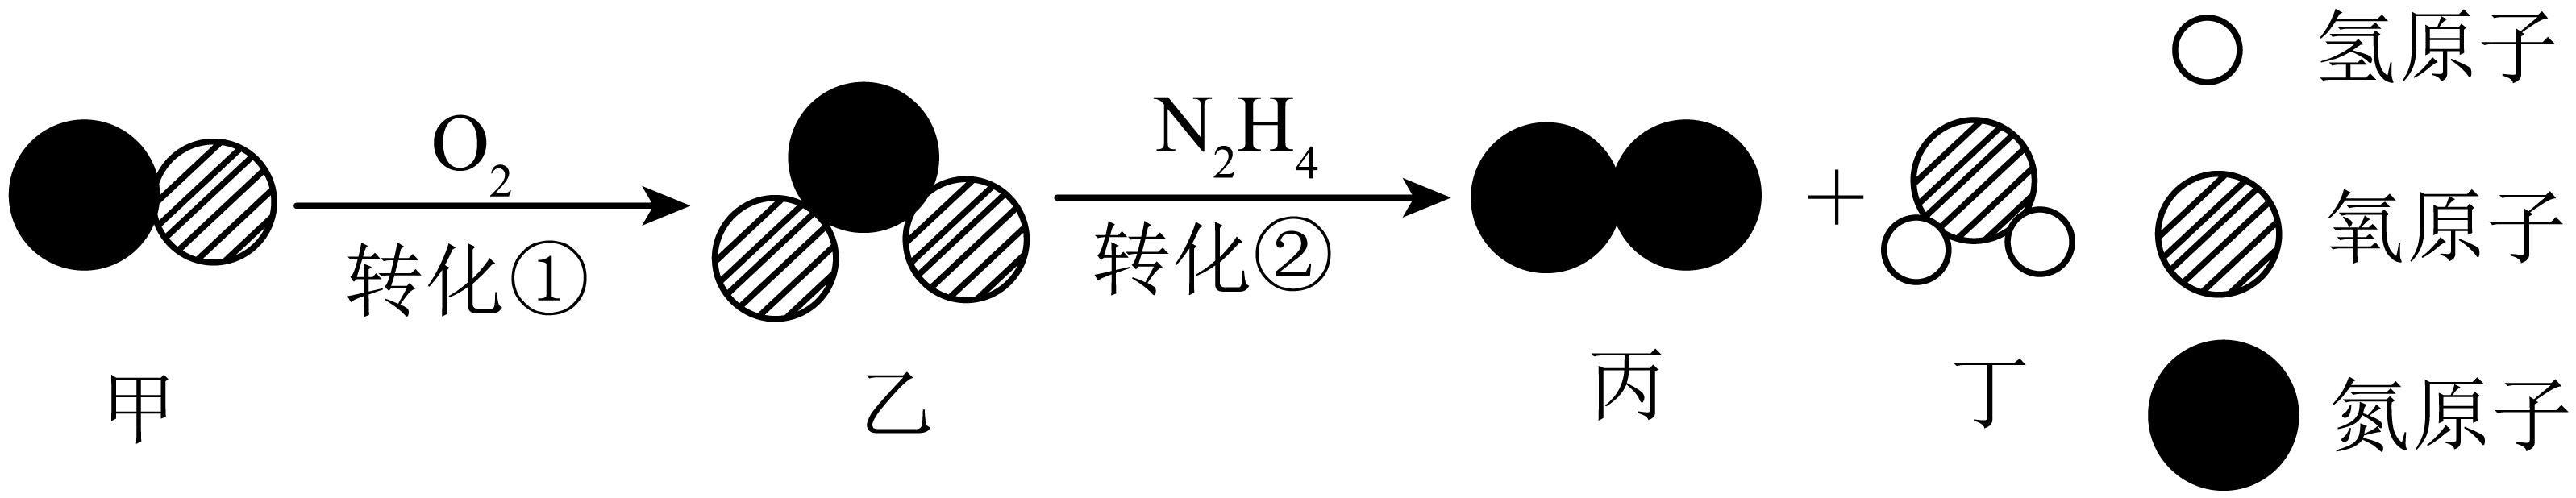 O₂
转化①
N₂H₄
转化②
+
甲
乙
丙
丁
氢原子
氧原子
氮原子